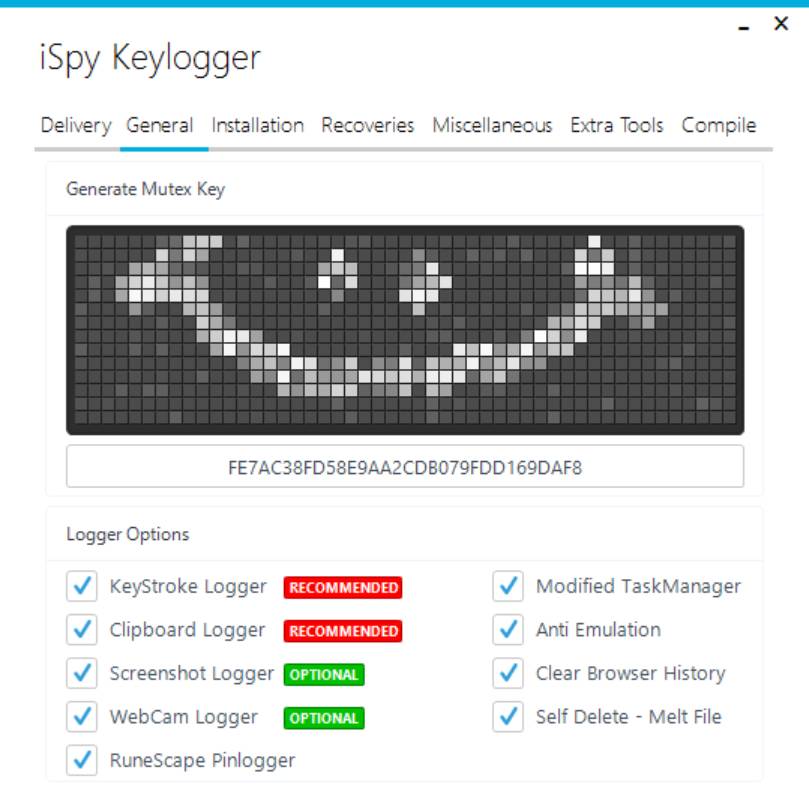 iSpy Keylogger
Delivery General Installation Recoveries Miscellaneous Extra Tools Compile
Generate Mutex Key
FE7AC38FD58E9AA2CDB079FDD169DAF8
Logger Options
KeyStroke Logger RECOMMENDED Modified TaskManager
Clipboard Logger RECOMMENDED Anti Emulation
Screenshot Logger OPTIONAL Clear Browser History
WebCam Logger OPTIONAL Self Delete - Melt File
RuneScape Pinlogger